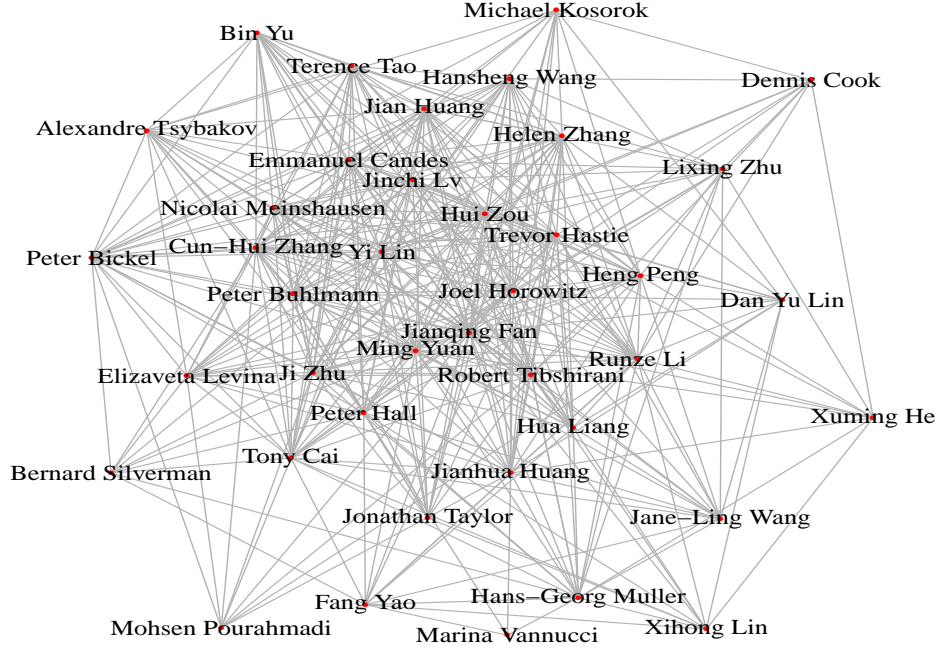 Michael Kosorok
Bin Yu
Terence Tao
Hansheng Wang
Dennis Cook
Jian Huang
Alexandre Tsybakov
Helen Zhang
Emmanuel Candes
Lixing Zhu
Jinchi Lv
Nicolai Meinshausen
Hui Zou
Trevor Hastie
Cun−Hui Zhang
Yi Lin
Peter Bickel
Heng Peng
Peter Buhlmann
Joel Horowitz
Dan Yu Lin
Jianqing Fan
Ming Yuan
Runze Li
Elizaveta Levina
Ji Zhu
Robert Tibshirani
Peter Hall
Xuming He
Hua Liang
Tony Cai
Bernard Silverman
Jianhua Huang
Jonathan Taylor
Jane−Ling Wang
Hans−Georg Muller
Fang Yao
Mohsen Pourahmadi
Marina Vannucci
Xihong Lin